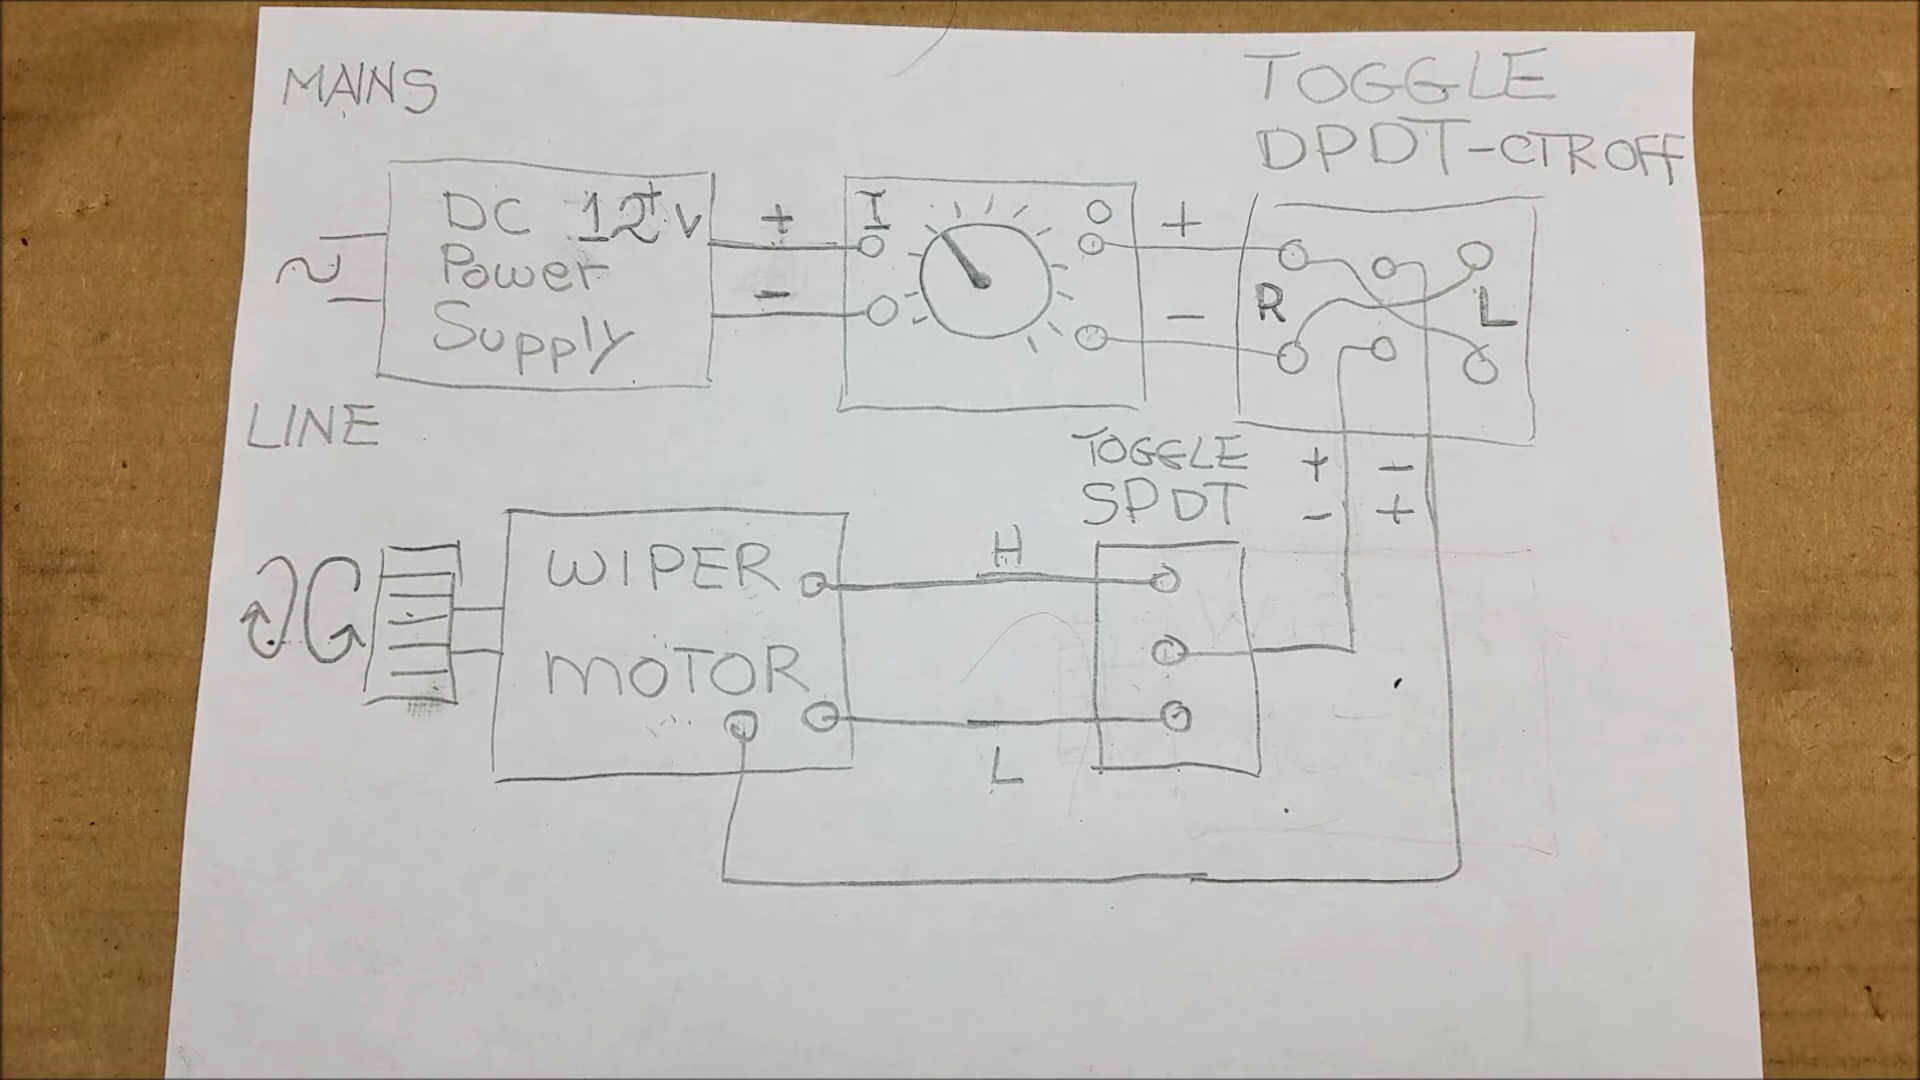 MAINS
TOGGLE
DPDT-CTR OFF
DC 12+ V
Power
Supply
~
+
-
I
O
+
-
R
L
LINE
TOGGLE
SPDT
+ -
- +
WIPER
MOTOR
H
L